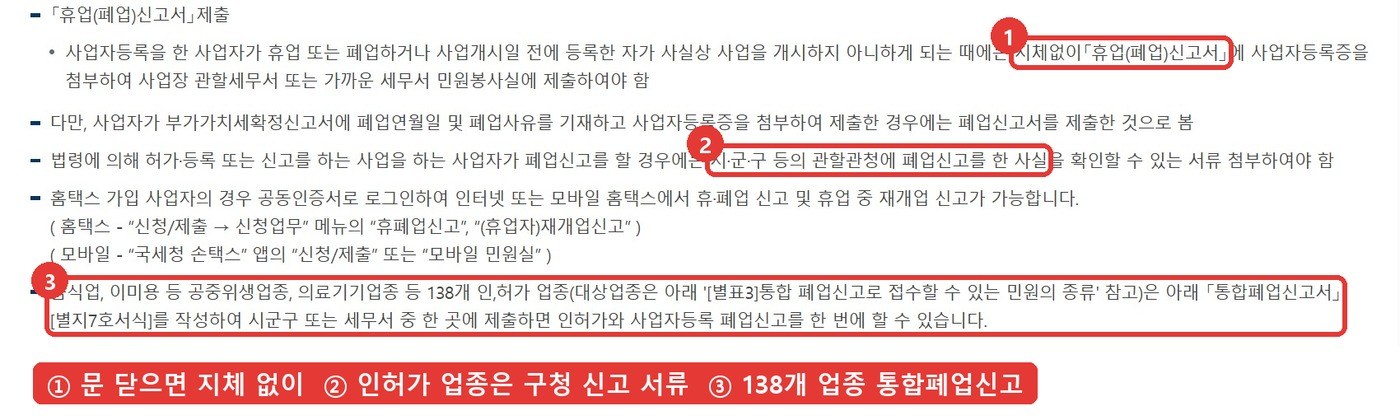 「휴업(폐업)신고서」제출
• 사업자등록을 한 사업자가 휴업 또는 폐업하거나 사업개시일 전에 등록한 자가 사실상 사업을 개시하지 아니하게 되는 때에는 지체없이「휴업(폐업)신고서」에 사업자등록증을
첨부하여 사업장 관할세무서 또는 가까운 세무서 민원봉사실에 제출하여야 함
1
다만, 사업자가 부가가치세확정신고서에 폐업연월일 및 폐업사유를 기재하고 사업자등록증을 첨부하여 제출한 경우에는 폐업신고서를 제출한 것으로 봄
2
법령에 의해 허가·등록 또는 신고를 하는 사업을 하는 사업자가 폐업신고를 할 경우에는 시·군·구 등의 관할관청에 폐업신고를 한 사실을 확인할 수 있는 서류 첨부하여야 함
홈택스 가입 사업자의 경우 공동인증서로 로그인하여 인터넷 또는 모바일 홈택스에서 휴·폐업 신고 및 휴업 중 재개업 신고가 가능합니다.
( 홈택스 - “신청/제출 → 신청업무” 메뉴의 “휴폐업신고”, “(휴업자)재개업신고” )
( 모바일 - “국세청 손택스” 앱의 “신청/제출” 또는 “모바일 민원실” )
3
음식업, 이미용 등 공중위생업종, 의료기기업종 등 138개 인,허가 업종(대상업종은 아래 '[별표3]통합 폐업신고로 접수할 수 있는 민원의 종류' 참고)은 아래 「통합폐업신고서」
[별지7호서식]를 작성하여 시군구 또는 세무서 중 한 곳에 제출하면 인허가와 사업자등록 폐업신고를 한 번에 할 수 있습니다.
① 문 닫으면 지체 없이 ② 인허가 업종은 구청 신고 서류 ③ 138개 업종 통합폐업신고